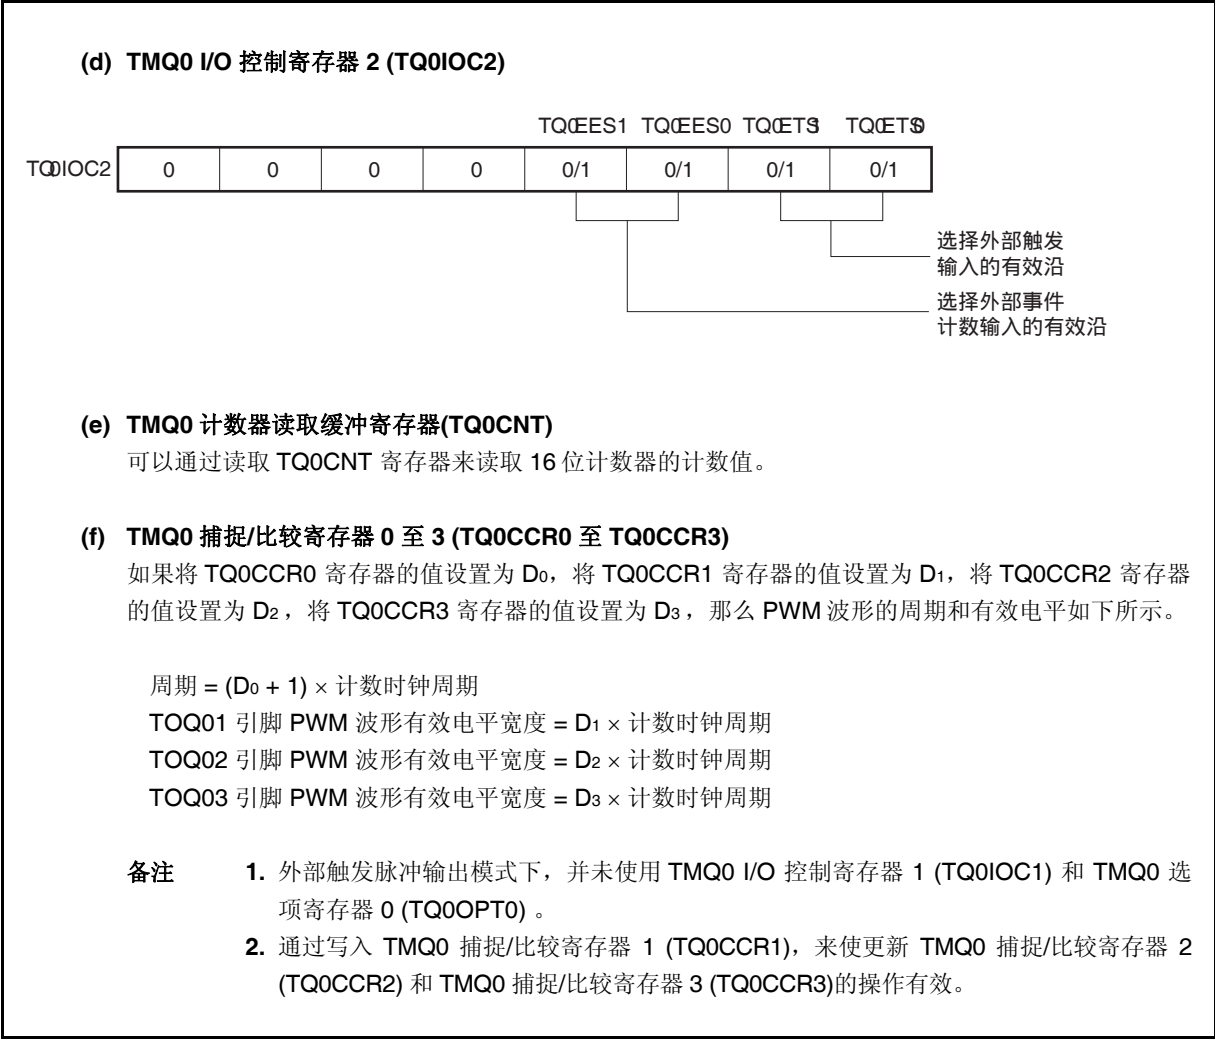 (d) TMQ0 I/O 控制寄存器 2 (TQ0IOC2)
TQ0EES1 TQ0EES0 TQ0ETS1 TQ0ETS0
TQ0IOC2 0 0 0 0 0/1 0/1 0/1 0/1
选择外部触发
输入的有效沿
选择外部事件
计数输入的有效沿
(e) TMQ0 计数器读取缓冲寄存器(TQ0CNT)
可以通过读取 TQ0CNT 寄存器来读取 16 位计数器的计数值。
(f) TMQ0 捕捉/比较寄存器 0 至 3 (TQ0CCR0 至 TQ0CCR3)
如果将 TQ0CCR0 寄存器的值设置为 D0，将 TQ0CCR1 寄存器的值设置为 D1，将 TQ0CCR2 寄存器
的值设置为 D2，将 TQ0CCR3 寄存器的值设置为 D3，那么 PWM 波形的周期和有效电平如下所示。
周期 = (D0 + 1) × 计数时钟周期
TOQ01 引脚 PWM 波形有效电平宽度 = D1 × 计数时钟周期
TOQ02 引脚 PWM 波形有效电平宽度 = D2 × 计数时钟周期
TOQ03 引脚 PWM 波形有效电平宽度 = D3 × 计数时钟周期
备注 1. 外部触发脉冲输出模式下，并未使用 TMQ0 I/O 控制寄存器 1 (TQ0IOC1) 和 TMQ0 选
项寄存器 0 (TQ0OPT0) 。
2. 通过写入 TMQ0 捕捉/比较寄存器 1 (TQ0CCR1)，来使更新 TMQ0 捕捉/比较寄存器 2
(TQ0CCR2) 和 TMQ0 捕捉/比较寄存器 3 (TQ0CCR3)的操作有效。